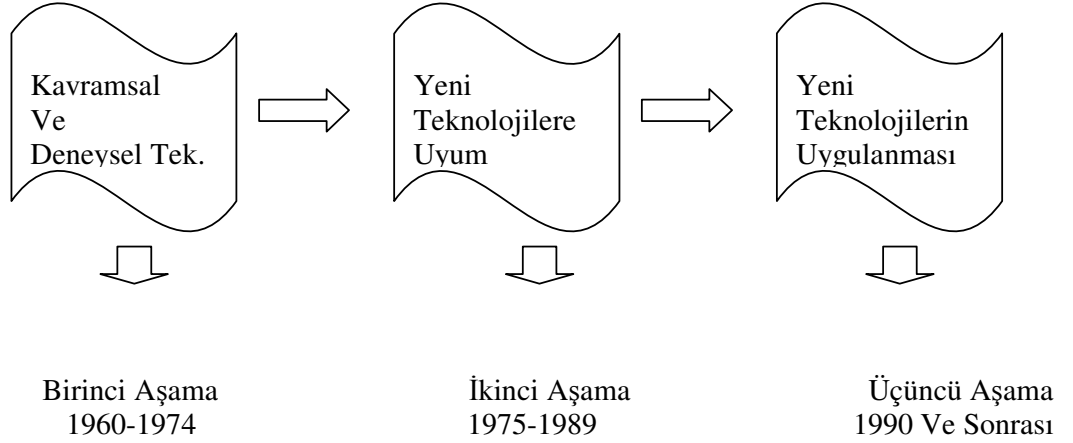 Kavramsal
Ve
Deneysel Tek.
Yeni
Teknolojilere
Uyum
Yeni
Teknolojilerin
Uygulanması
Birinci Aşama
1960-1974
İkinci Aşama
1975-1989
Üçüncü Aşama
1990 Ve Sonrası